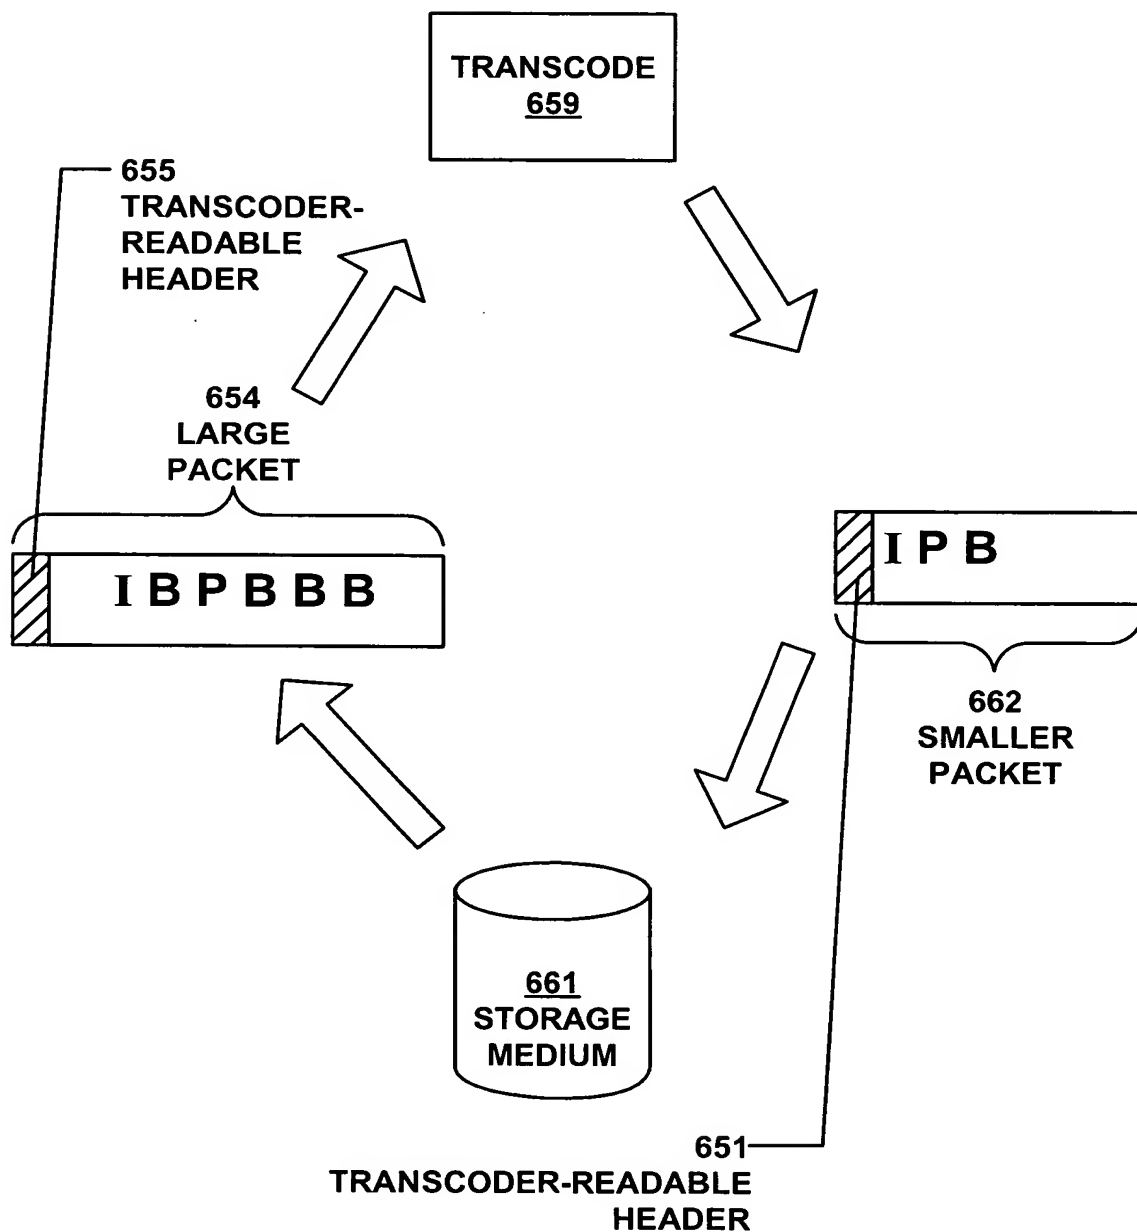 TRANSCODE
659
655
TRANSCODER-
READABLE
HEADER
654
LARGE
PACKET
I B P B B B
I P B
662
SMALLER
PACKET
661
STORAGE
MEDIUM
651
TRANSCODER-READABLE
HEADER